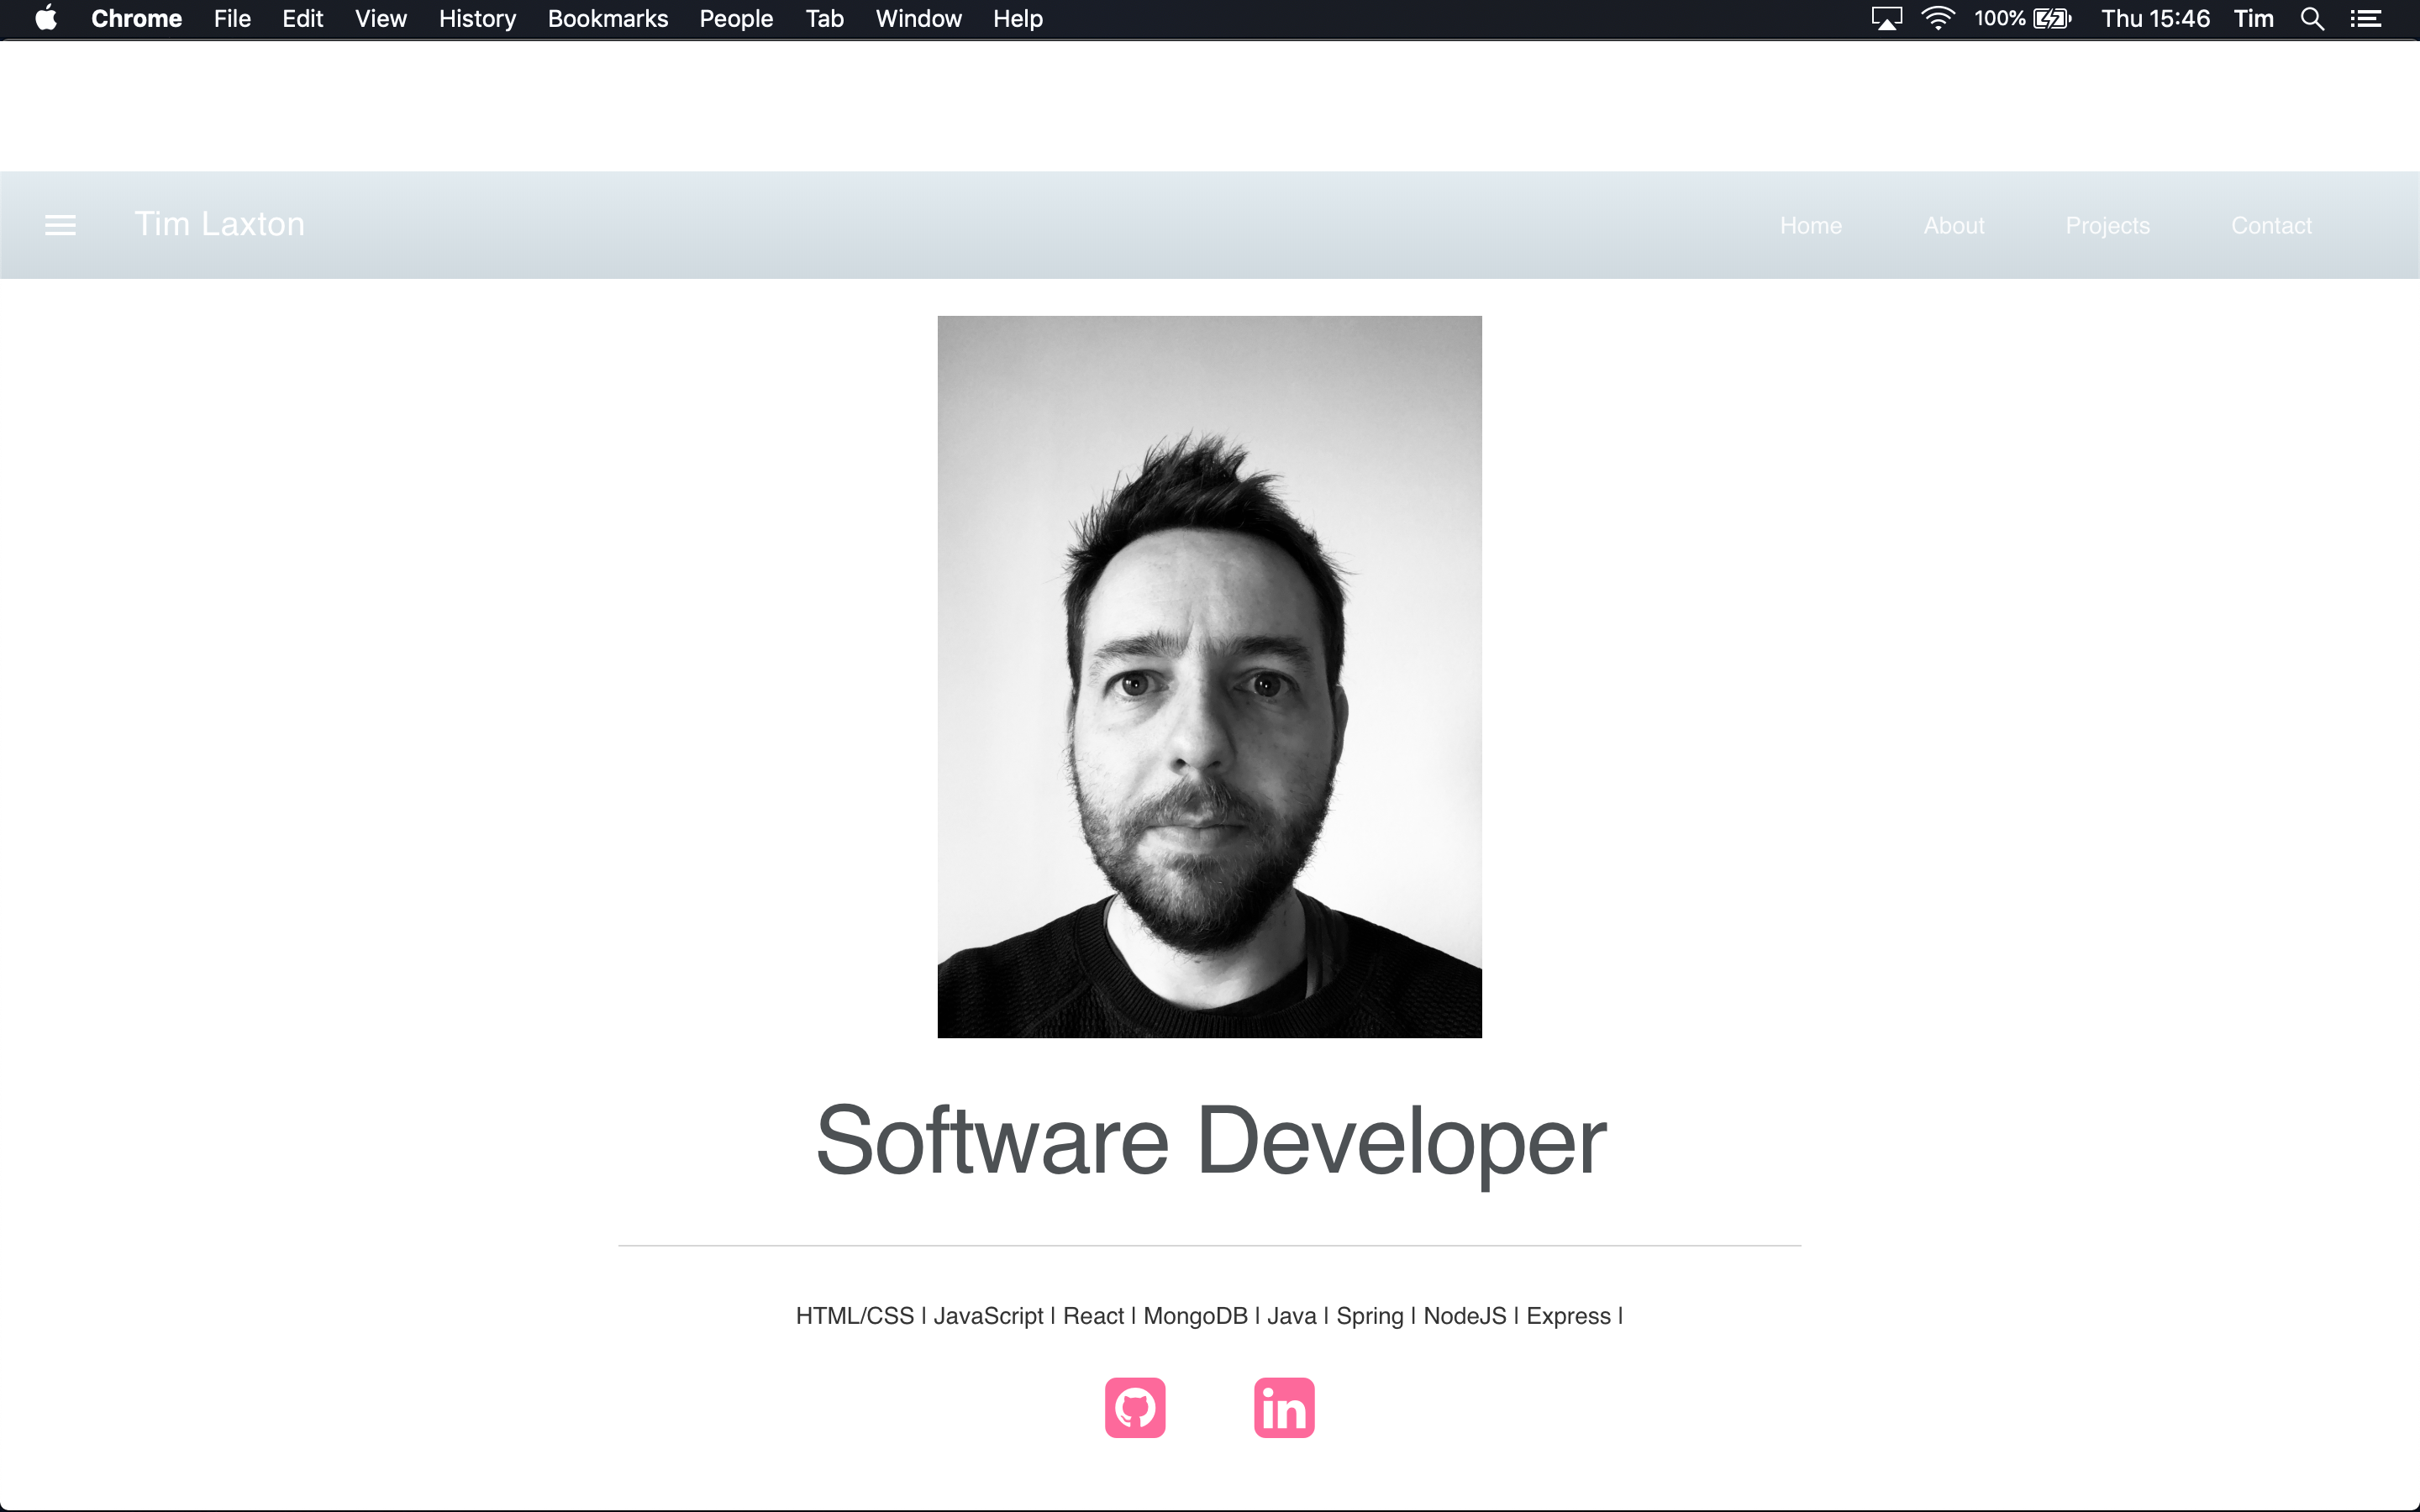 Chrome File Edit View History Bookmarks People Tab Window Help 100% Thu 15:46 Tim
Tim Laxton Home About Projects Contact
Software Developer
HTML/CSS | JavaScript | React | MongoDB | Java | Spring | NodeJS | Express |
in